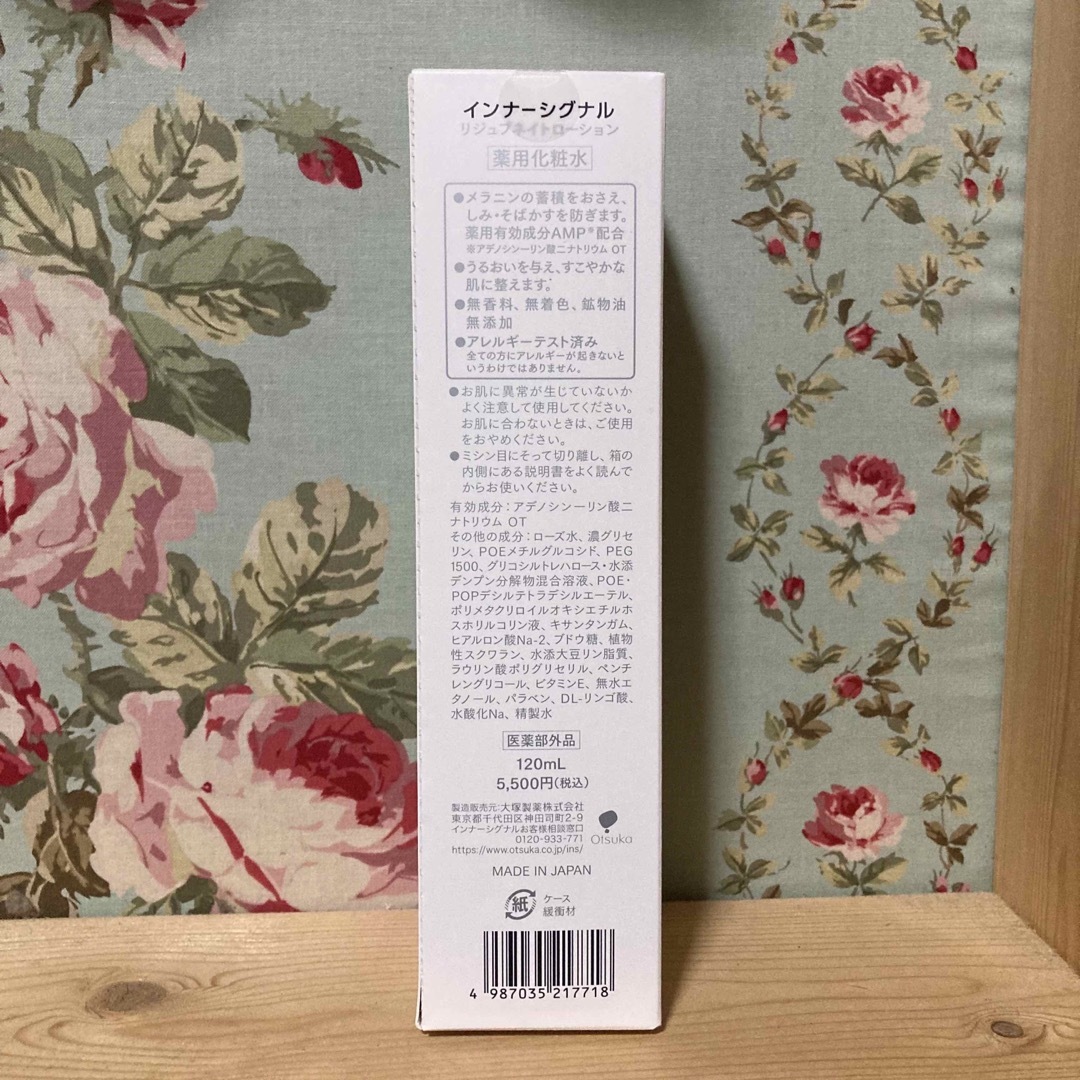 インナーシグナル
リジュブネイトローション
薬用化粧水
●メラニンの蓄積をおさえ、
しみ・そばかすを防ぎます。
薬用有効成分AMP※配合
※アデノシン一リン酸二ナトリウム OT
●うるおいを与え、すこやかな
肌に整えます。
●無香料、無着色、鉱物油
無添加
●アレルギーテスト済み
全ての方にアレルギーが起きないと
いうわけではありません。
●お肌に異常が生じていないか
よく注意して使用してください。
お肌に合わないときは、ご使用
をおやめください。
●ミシン目にそって切り離し、箱の
内側にある説明書をよく読んで
からお使いください。
有効成分：アデノシン一リン酸二
ナトリウム OT
その他の成分：ローズ水、濃グリセ
リン、POEメチルグルコシド、PEG
1500、グリコシルトレハロース・水添
デンプン分解物混合溶液、POE・
POPデシルテトラデシルエーテル、
ポリメタクリロイルオキシエチルホ
スホリルコリン液、キサンタンガム、
ヒアルロン酸Na-2、ブドウ糖、植物
性スクワラン、水添大豆リン脂質、
ラウリン酸ポリグリセリル、ペンチ
レングリコール、ビタミンE、無水エ
タノール、パラベン、DL-リンゴ酸、
水酸化Na、精製水
医薬部外品
120mL
5,500円(税込)
製造販売元：大塚製薬株式会社
東京都千代田区神田司町2-9
インナーシグナルお客様相談窓口
0120-933-771
https://www.otsuka.co.jp/ins/
Otsuka
MADE IN JAPAN
紙
ケース
緩衝材
4 987035 217718